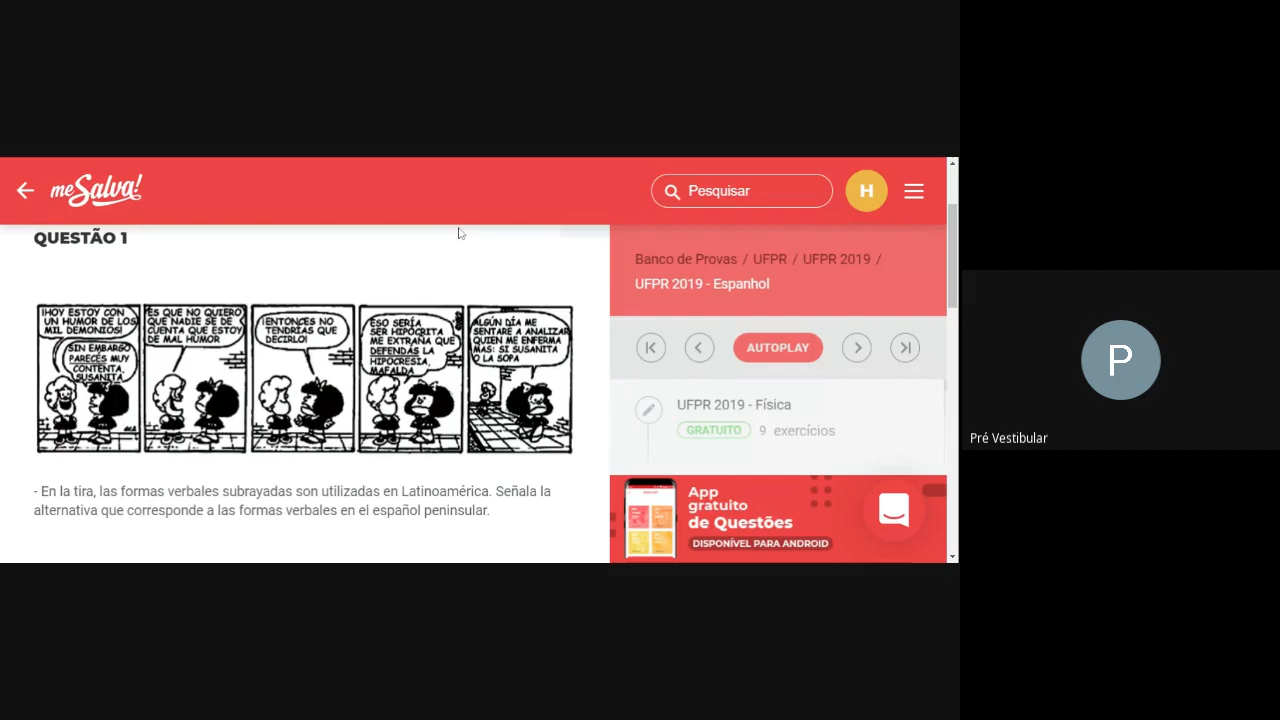 meSalva!
Pesquisar
H
QUESTÃO 1
¡HOY ESTOY CON
UN HUMOR DE LOS
MIL DEMONIOS!
SIN EMBARGO
PARECÉS MUY
CONTENTA,
SUSANITA
ES QUE NO QUIERO
QUE NADIE SE DE
CUENTA QUE ESTOY
DE MAL HUMOR
¡ENTONCES NO
TENDRÍAS QUE
DECIRLO!
ESO SERÍA
SER HIPÓCRITA
ME EXTRAÑA QUE
DEFENDÁS LA
HIPOCRESIA,
MAFALDA
ALGÚN DÍA ME
SENTARÉ A ANALIZAR
QUIEN ME ENFERMA
MAS: SI SUSANITA
O LA SOPA
- En la tira, las formas verbales subrayadas son utilizadas en Latinoamérica. Señala la
alternativa que corresponde a las formas verbales en el español peninsular.
Banco de Provas / UFPR / UFPR 2019 /
UFPR 2019 - Espanhol
AUTOPLAY
UFPR 2019 - Física
GRATUITO 9 exercícios
App
gratuito
de Questões
DISPONÍVEL PARA ANDROID
P
Pré Vestibular